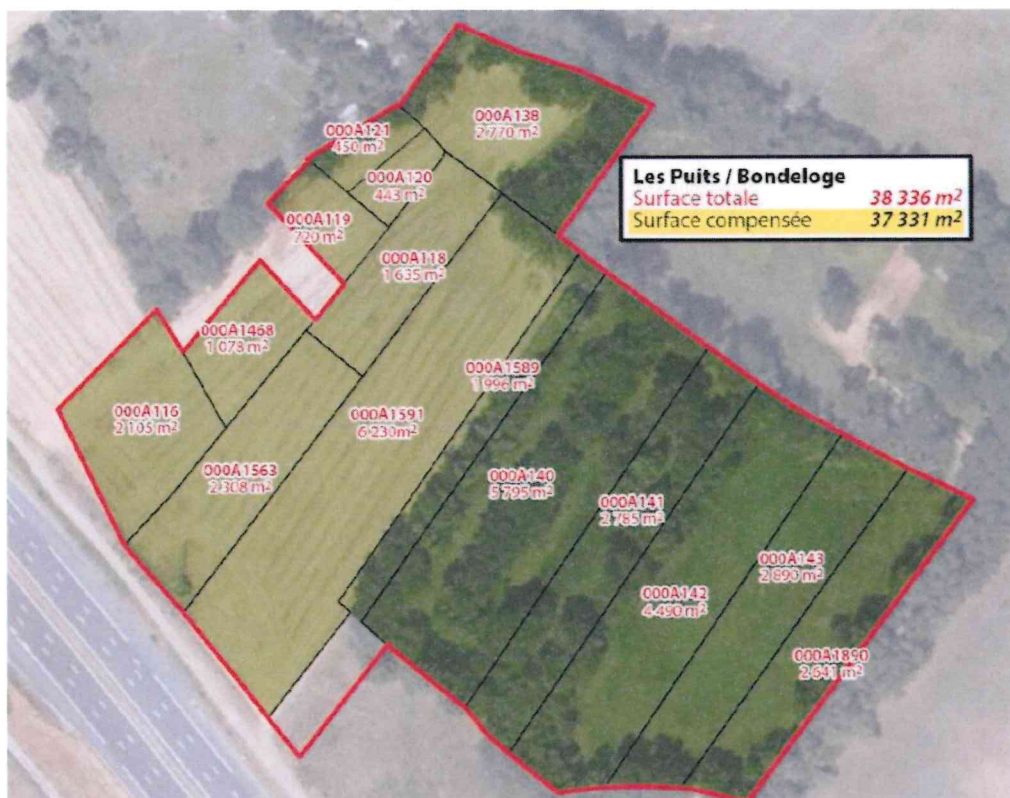 000A138
2 770 m²
000A121
450 m²
000A120
443 m²
Les Puits / Bondeloge
Surface totale 38 336 m²
Surface compensée 37 331 m²
000A119
720 m²
000A118
1 635 m²
000A1468
1 078 m²
000A1589
1 996 m²
000A116
2 105 m²
000A1591
6 230m²
000A1563
2 308 m²
000A140
5 795 m²
000A141
2 785 m²
000A143
2 890 m²
000A142
4 490 m²
000A1890
2 641 m²